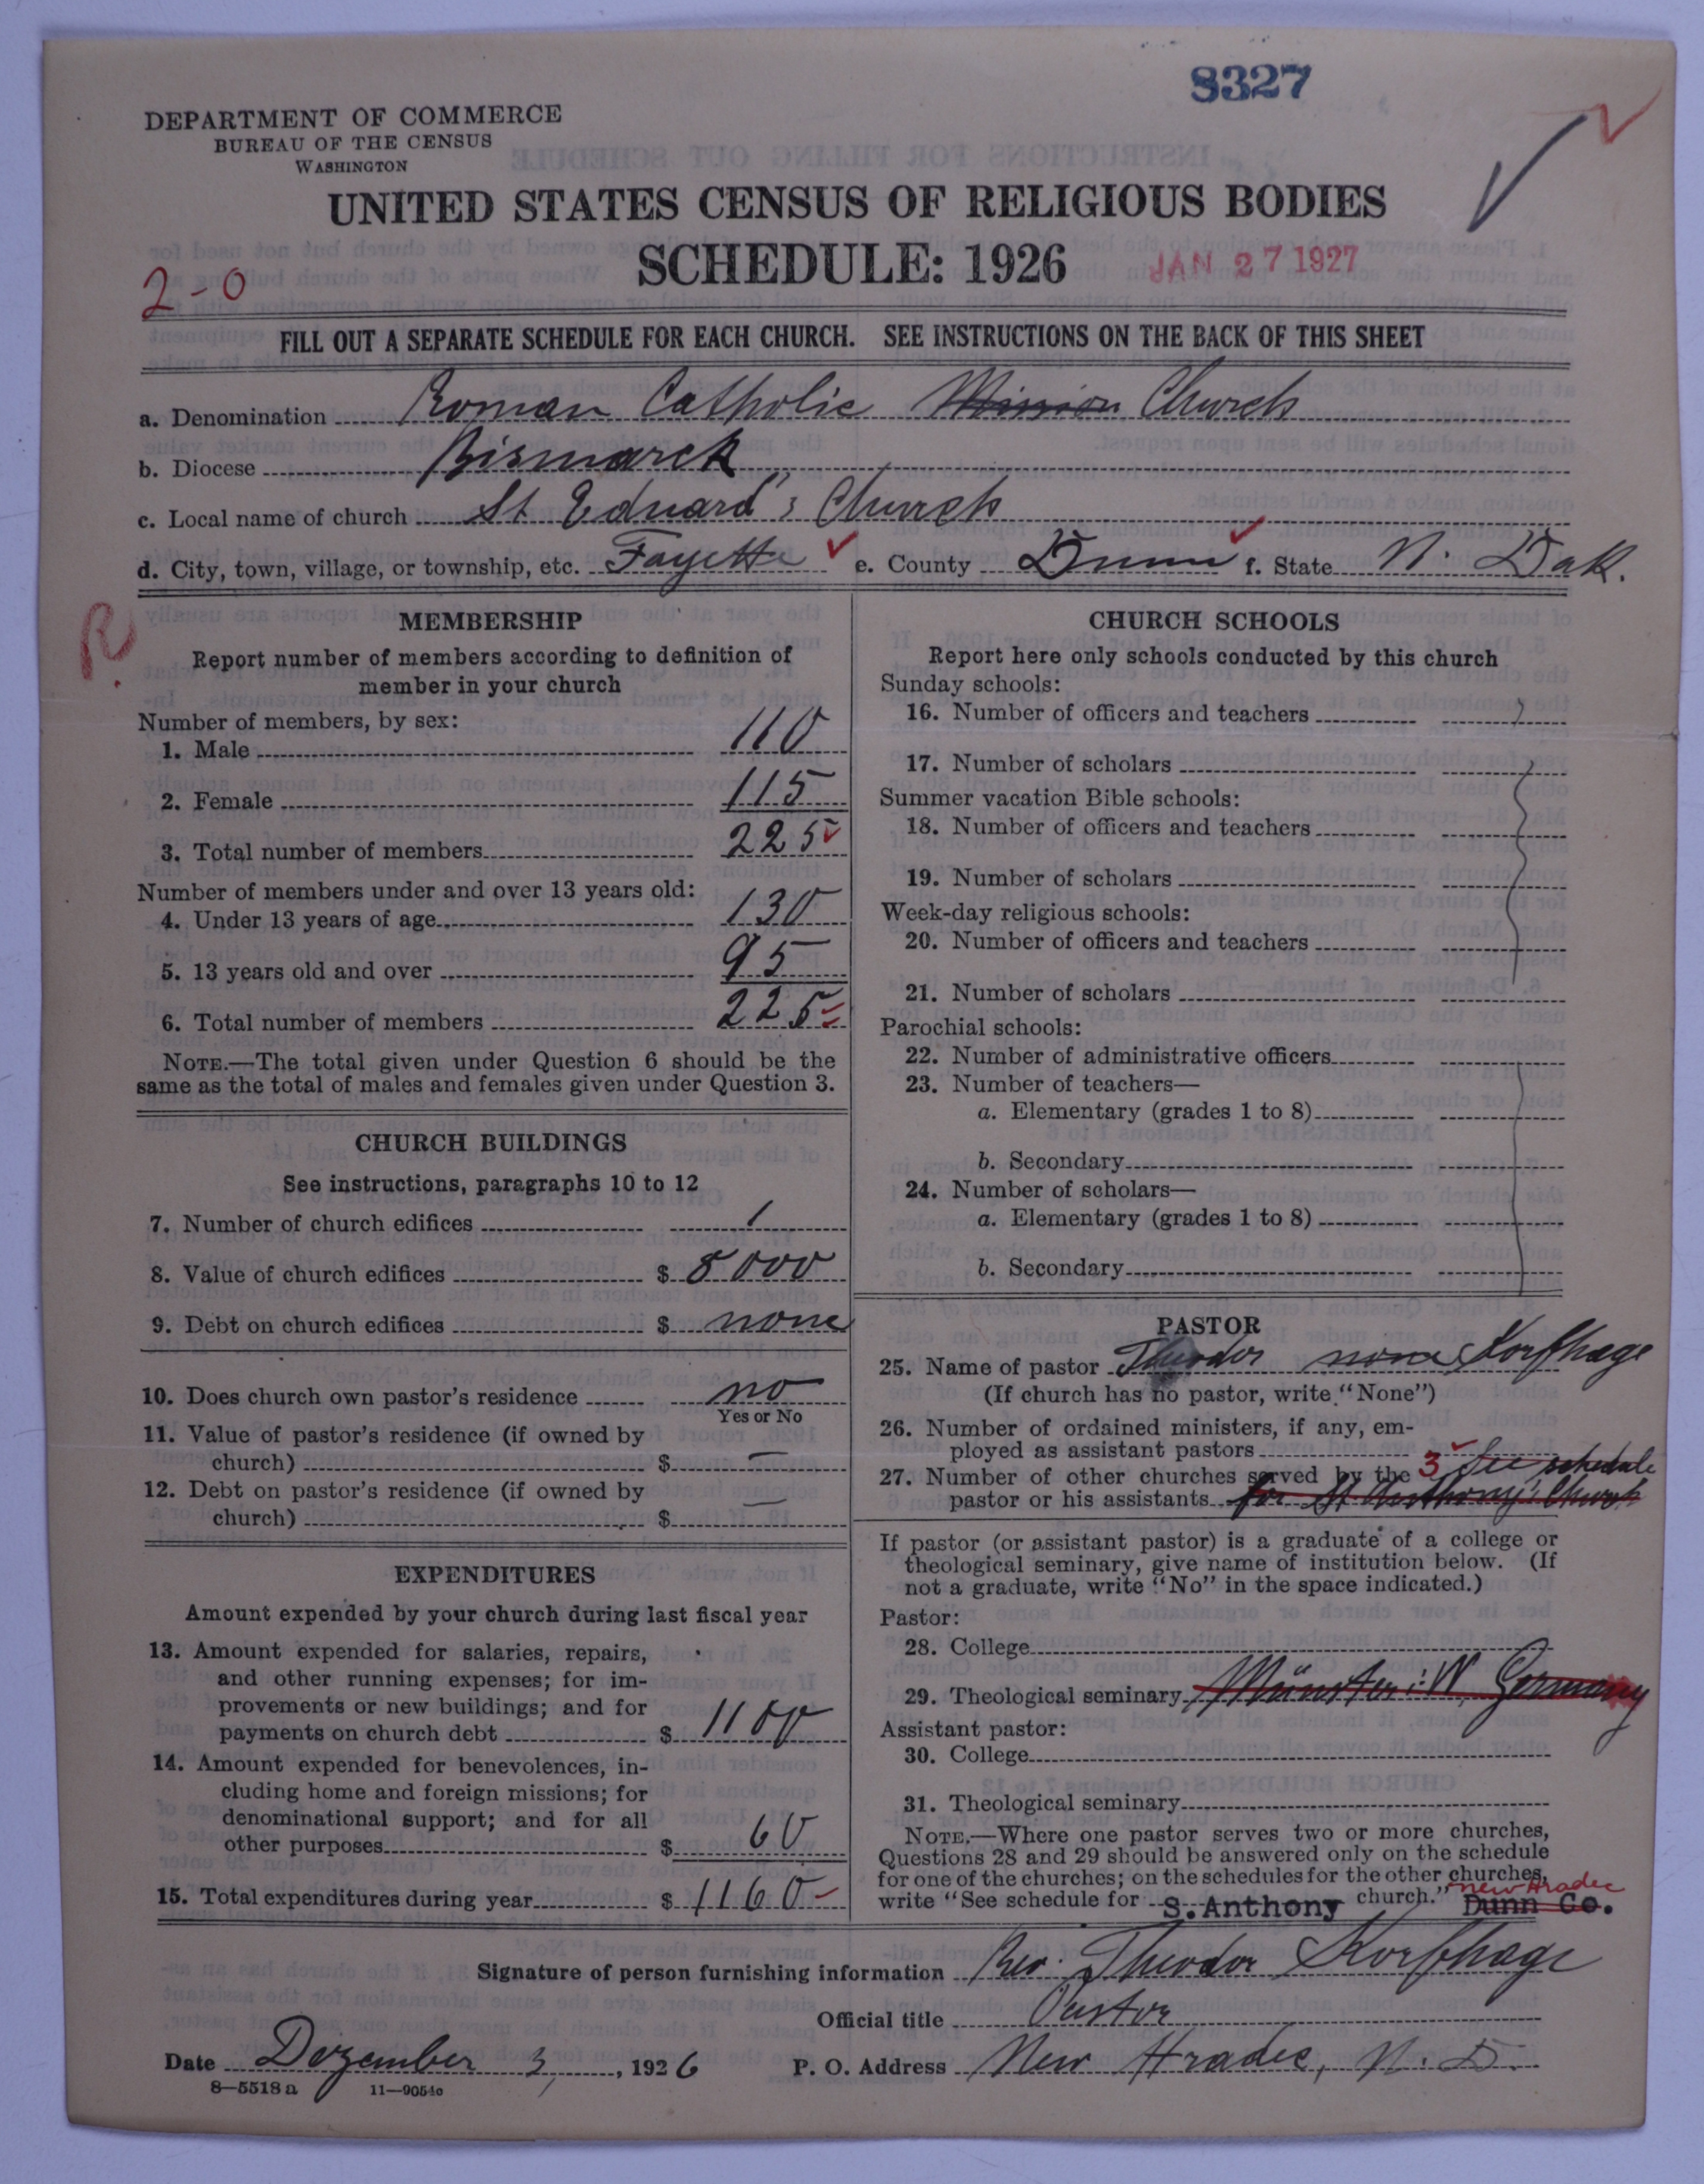 8327
DEPARTMENT OF COMMERCE
BUREAU OF THE CENSUS
WASHINGTON
UNITED STATES CENSUS OF RELIGIOUS BODIES
SCHEDULE: 1926
JAN 27 1927
2-0
FILL OUT A SEPARATE SCHEDULE FOR EACH CHURCH. SEE INSTRUCTIONS ON THE BACK OF THIS SHEET
a. Denomination Roman Catholic Mission Church
b. Diocese Bismarck
c. Local name of church St Eduard's Church
d. City, town, village, or township, etc. Fayette e. County Dunn f. State N. Dak.
R
MEMBERSHIP
Report number of members according to definition of
member in your church
Number of members, by sex:
1. Male 110
2. Female 115
3. Total number of members 225
Number of members under and over 13 years old:
4. Under 13 years of age 130
5. 13 years old and over 95
6. Total number of members 225
NOTE.—The total given under Question 6 should be the
same as the total of males and females given under Question 3.
CHURCH BUILDINGS
See instructions, paragraphs 10 to 12
7. Number of church edifices 1
8. Value of church edifices $ 8000
9. Debt on church edifices $ none
10. Does church own pastor's residence no
Yes or No
11. Value of pastor's residence (if owned by
church) $ —
12. Debt on pastor's residence (if owned by
church) $ —
EXPENDITURES
Amount expended by your church during last fiscal year
13. Amount expended for salaries, repairs,
and other running expenses; for im-
provements or new buildings; and for
payments on church debt $ 1100
14. Amount expended for benevolences, in-
cluding home and foreign missions; for
denominational support; and for all
other purposes $ 60
15. Total expenditures during year $ 1160
CHURCH SCHOOLS
Report here only schools conducted by this church
Sunday schools:
16. Number of officers and teachers
17. Number of scholars
Summer vacation Bible schools:
18. Number of officers and teachers
19. Number of scholars
Week-day religious schools:
20. Number of officers and teachers
21. Number of scholars
Parochial schools:
22. Number of administrative officers
23. Number of teachers—
a. Elementary (grades 1 to 8)
b. Secondary
24. Number of scholars—
a. Elementary (grades 1 to 8)
b. Secondary
PASTOR
25. Name of pastor Theodor none Korfhage
(If church has no pastor, write "None")
26. Number of ordained ministers, if any, em-
ployed as assistant pastors
27. Number of other churches served by the 3 See schedule
pastor or his assistants for St Anthony's Church
If pastor (or assistant pastor) is a graduate of a college or
theological seminary, give name of institution below. (If
not a graduate, write "No" in the space indicated.)
Pastor:
28. College
29. Theological seminary Münster i. W. Germany
Assistant pastor:
30. College
31. Theological seminary
NOTE.—Where one pastor serves two or more churches,
Questions 28 and 29 should be answered only on the schedule
for one of the churches; on the schedules for the other churches,
write "See schedule for S. Anthony church." New Hradec Dunn Co.
Signature of person furnishing information Rev. Theodor Korfhage
Official title Pastor
Date Dezember 3, 1926 P. O. Address New Hradec, N. D.
8—5518 a 11—9054c